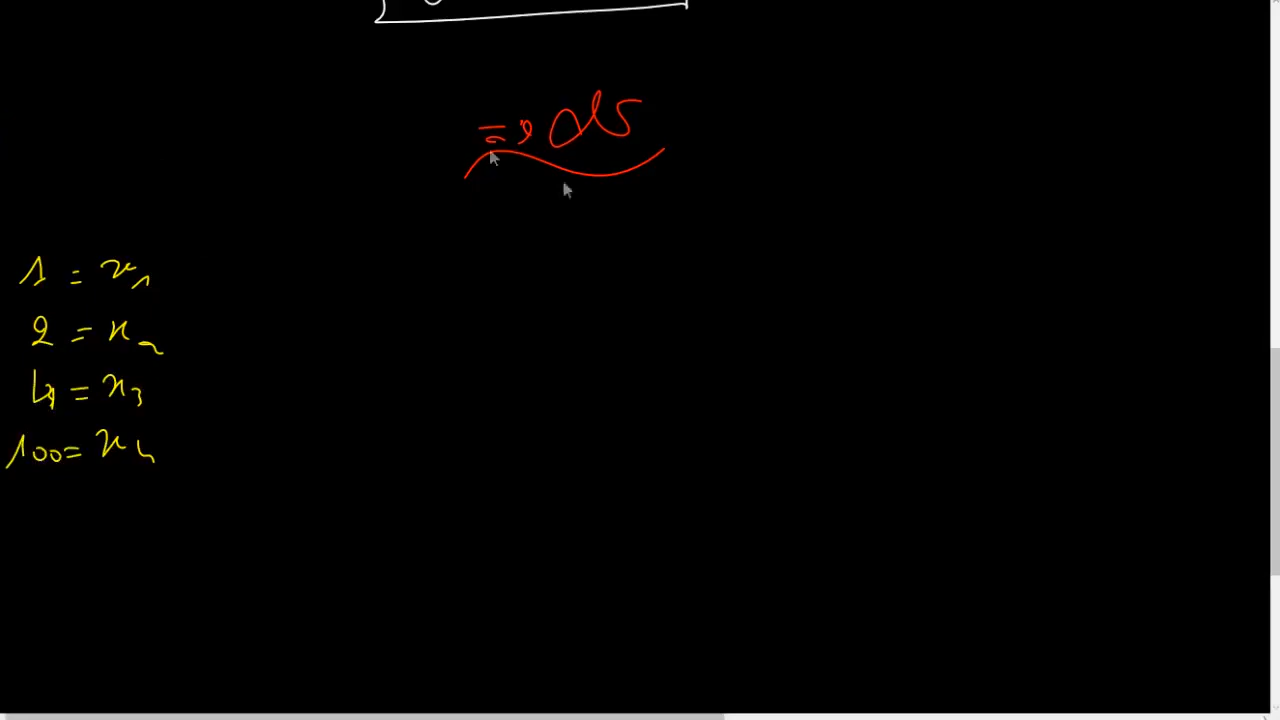 1 = x₁
2 = x₂
4 = x₃
100 = x₄